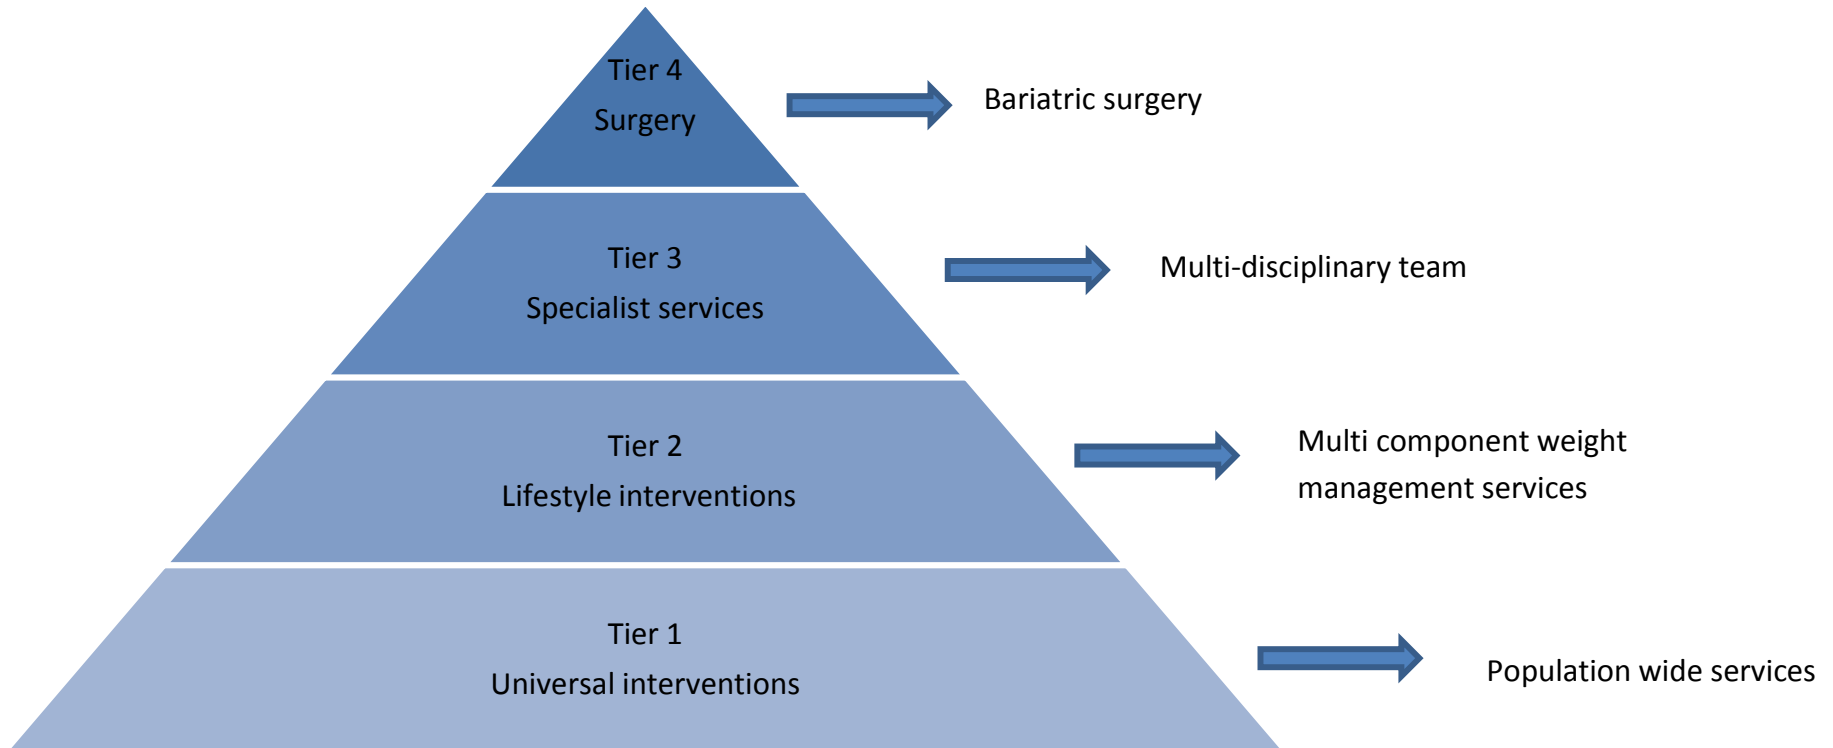 Tier 4
Surgery
Bariatric surgery
Tier 3
Specialist services
Multi-disciplinary team
Tier 2
Lifestyle interventions
Multi component weight
management services
Tier 1
Universal interventions
Population wide services